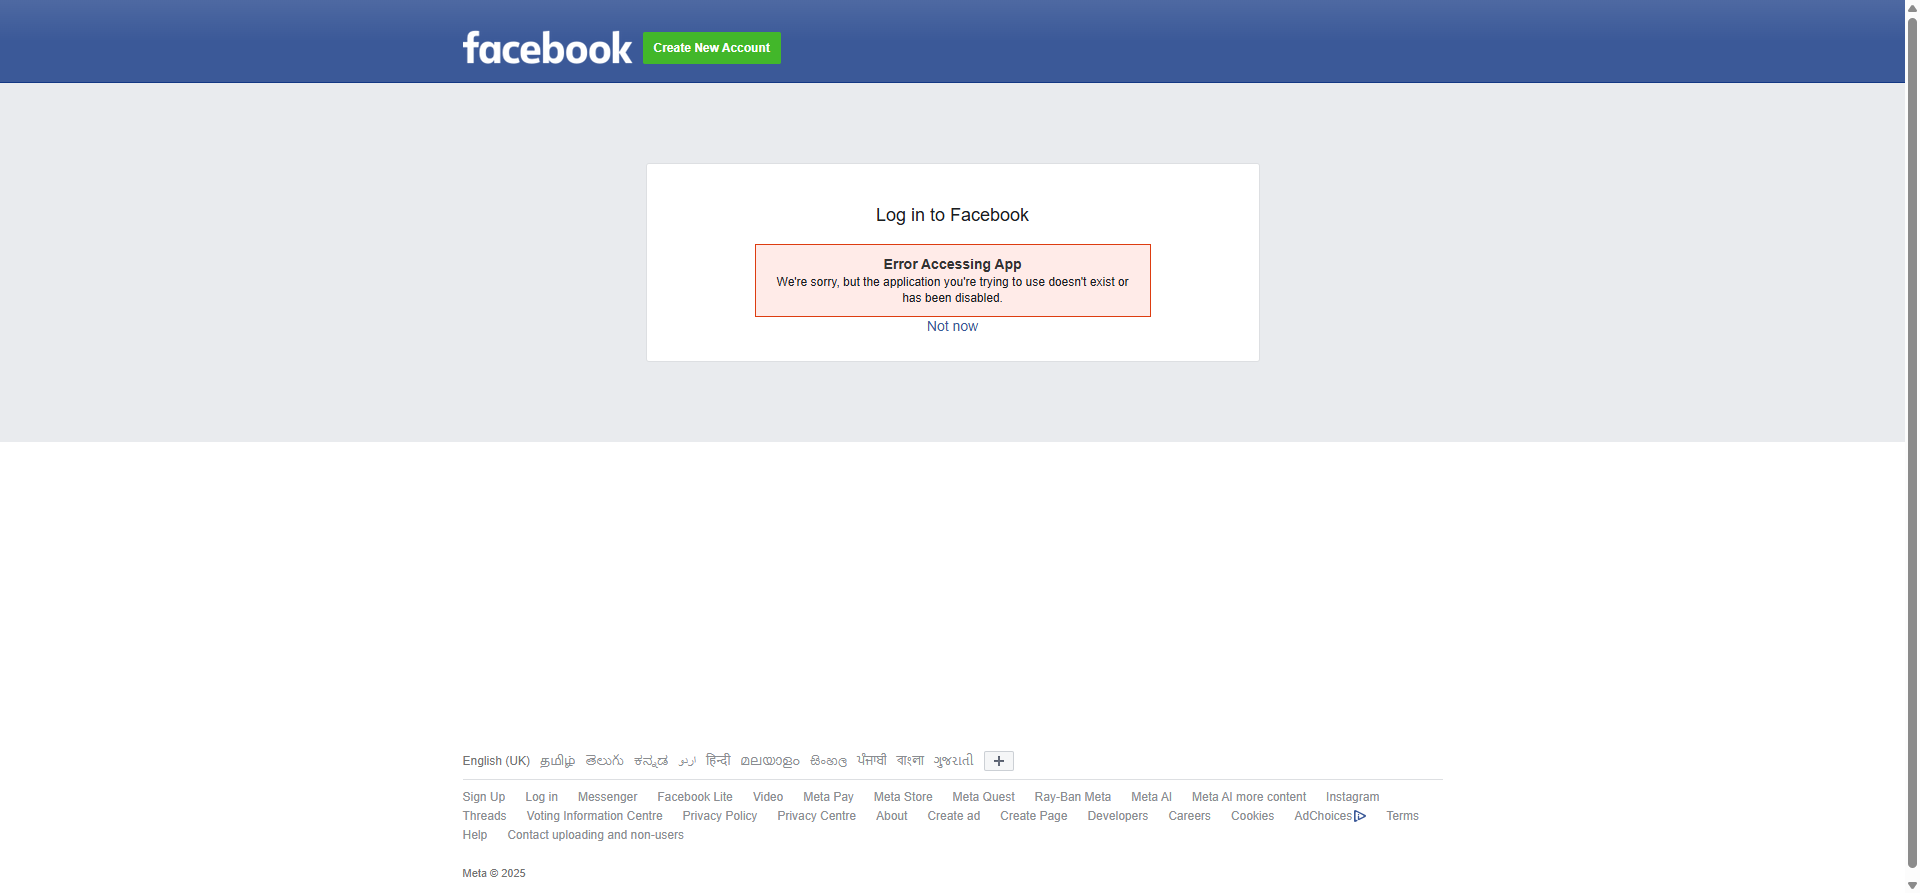 facebook Create New Account
Log in to Facebook
Error Accessing App
We're sorry, but the application you're trying to use doesn't exist or
has been disabled.
Not now
English (UK) தமிழ் తెలుగు ಕನ್ನಡ اردو हिन्दी മലയാളം සිංහල ਪੰਜਾਬੀ বাংলা ગુજરાતી
Sign Up Log in Messenger Facebook Lite Video Meta Pay Meta Store Meta Quest Ray-Ban Meta Meta AI Meta AI more content Instagram
Threads Voting Information Centre Privacy Policy Privacy Centre About Create ad Create Page Developers Careers Cookies AdChoices Terms
Help Contact uploading and non-users
Meta © 2025